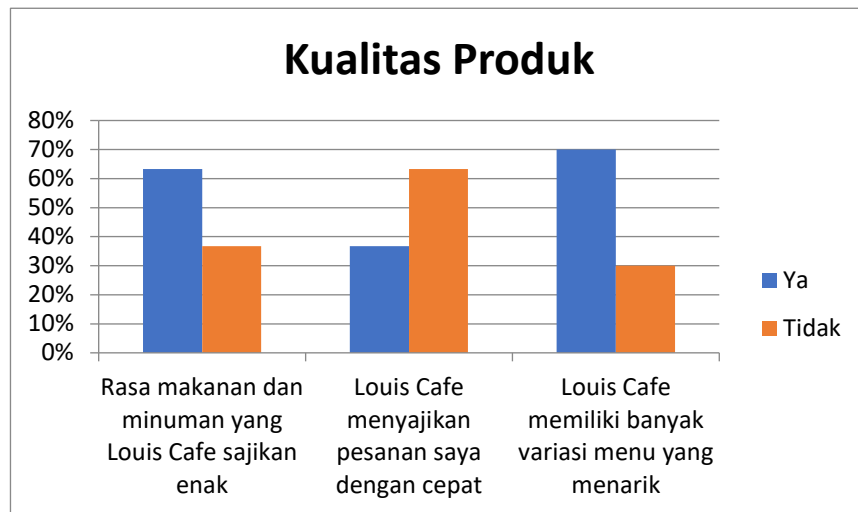 Kualitas Produk
80%
70%
60%
50%
40%
30%
20%
10%
0%
Rasa makanan dan
minuman yang
Louis Cafe sajikan
enak
Louis Cafe
menyajikan
pesanan saya
dengan cepat
Louis Cafe
memiliki banyak
variasi menu yang
menarik
Ya
Tidak